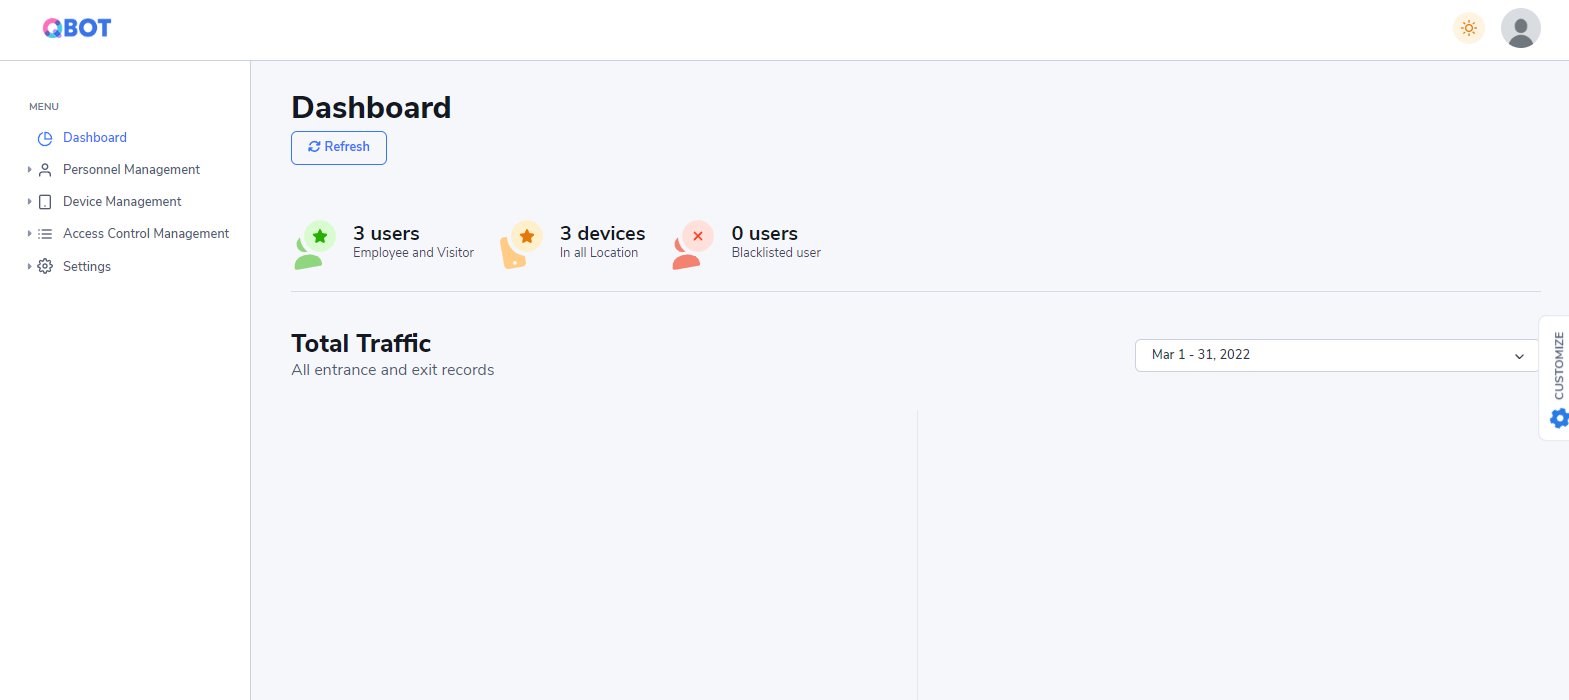 QBOT
MENU
Dashboard
Personnel Management
Device Management
Access Control Management
Settings
Dashboard
Refresh
3 users
Employee and Visitor
3 devices
In all Location
0 users
Blacklisted user
Total Traffic
All entrance and exit records
Mar 1 - 31, 2022
CUSTOMIZE